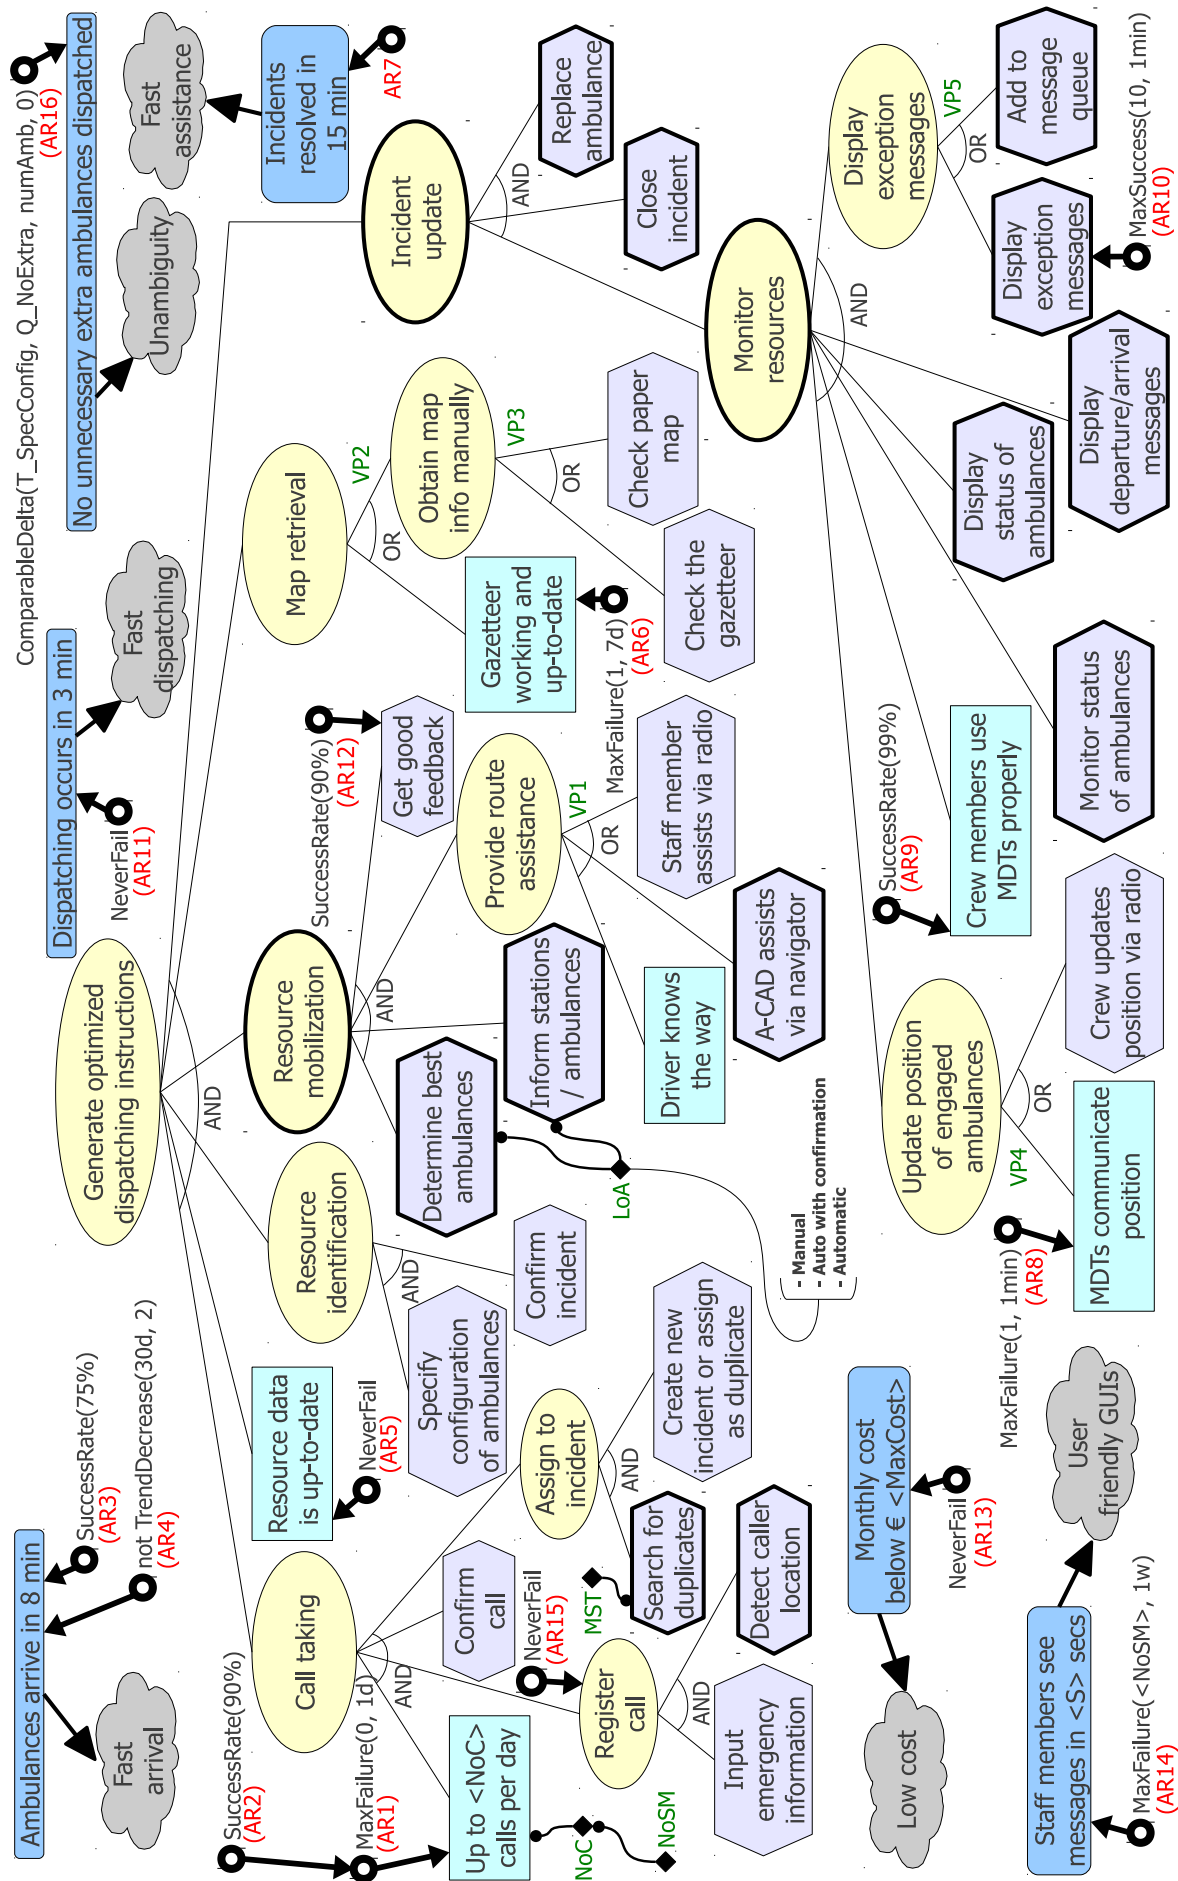 Ambulances arrive in 8 min
SuccessRate(75%)
(AR3)
not TrendDecrease(30d, 2)
(AR4)
Fast
arrival
Dispatching occurs in 3 min
NeverFail
(AR11)
Fast
dispatching
ComparableDelta(T_SpecConfig, Q_NoExtra, numAmb, 0)
(AR16)
No unnecessary extra ambulances dispatched
Unambiguity
Fast
assistance
Incidents
resolved in
15 min
AR7
Generate optimized
dispatching instructions
AND
SuccessRate(90%)
(AR2)
MaxFailure(0, 1d)
(AR1)
Call taking
AND
Resource data
is up-to-date
NeverFail
(AR5)
Resource
identification
AND
Specify
configuration
of ambulances
Confirm
incident
Resource
mobilization
AND
SuccessRate(90%)
(AR12)
Get good
feedback
Map retrieval
VP2
OR
Obtain map
info manually
VP3
OR
Gazetteer
working and
up-to-date
MaxFailure(1, 7d)
(AR6)
Check the
gazetteer
Check paper
map
Incident
update
AND
Replace
ambulance
Close
incident
Up to <NoC>
calls per day
NoC
NoSM
Register
call
NeverFail
(AR15)
AND
Input
emergency
information
Detect caller
location
Confirm
call
Assign to
incident
AND
MST
Search for
duplicates
Create new
incident or assign
as duplicate
Determine best
ambulances
Inform stations
/ ambulances
LoA
- Manual
- Auto with confirmation
- Automatic
Provide route
assistance
VP1
OR
Driver knows
the way
A-CAD assists
via navigator
Staff member
assists via radio
Monitor
resources
AND
Low cost
Monthly cost
below € <MaxCost>
NeverFail
(AR13)
Staff members see
messages in <S> secs
MaxFailure(<NoSM>, 1w)
(AR14)
User
friendly GUIs
Update position
of engaged
ambulances
VP4
OR
MaxFailure(1, 1min)
(AR8)
MDTs communicate
position
Crew updates
position via radio
SuccessRate(99%)
(AR9)
Crew members use
MDTs properly
Monitor status
of ambulances
Display
status of
ambulances
Display
departure/arrival
messages
Display
exception
messages
VP5
OR
Display
exception
messages
Add to
message
queue
MaxSuccess(10, 1min)
(AR10)